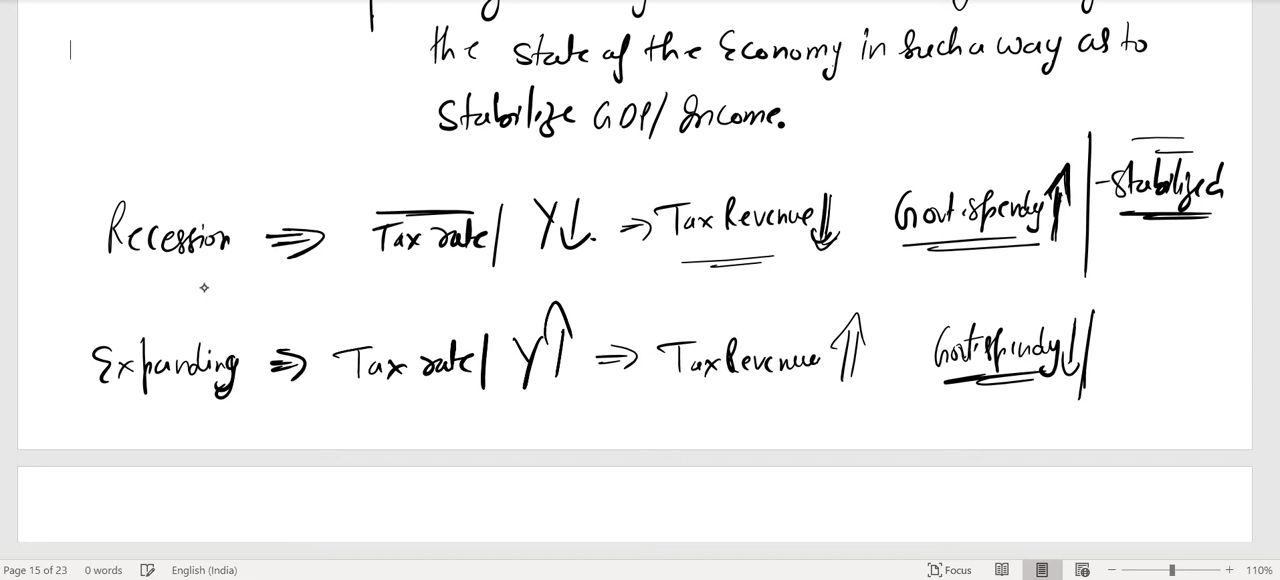 the State of the Economy in such a way as to
Stabilize GDP/ Income.
Recession ⇒ Tax rate/ Y↓. ⇒ Tax Revenue ⇓ Govt. spendy ↑ | - Stabilized
Expanding ⇒ Tax rate/ Y↑ ⇒ Tax Revenue ⇑ Govt. spendy ↓/
Page 15 of 23 0 words English (India) Focus - + 110%